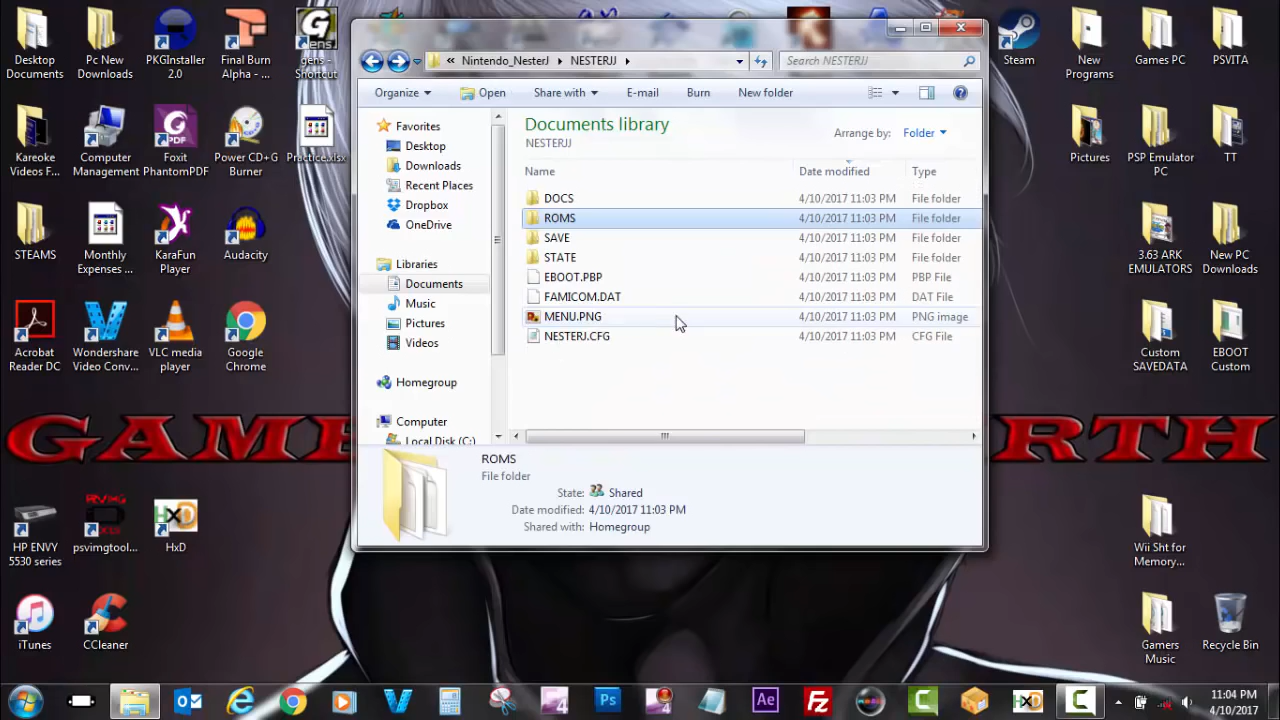 Desktop
Documents
Pc New
Downloads
PKGInstaller
2.0
Final Burn
Alpha - ...
gens -
Shortcut
Kareoke
Videos F...
Computer
Management
Foxit
PhantomPDF
Power CD+G
Burner
Practice.xlsx
STEAMS
Monthly
Expenses ...
KaraFun
Player
Audacity
Acrobat
Reader DC
Wondershare
Video Conv...
VLC media
player
Google
Chrome
HP ENVY
5530 series
psvimgtool...
HxD
iTunes
CCleaner
Nintendo_NesterJ
NESTERJJ
Search NESTERJJ
Organize
Open
Share with
E-mail
Burn
New folder
Favorites
Desktop
Downloads
Recent Places
Dropbox
OneDrive
Libraries
Documents
Music
Pictures
Videos
Homegroup
Computer
Local Disk (C:)
Documents library
NESTERJJ
Arrange by: Folder
Name Date modified Type
DOCS 4/10/2017 11:03 PM File folder
ROMS 4/10/2017 11:03 PM File folder
SAVE 4/10/2017 11:03 PM File folder
STATE 4/10/2017 11:03 PM File folder
EBOOT.PBP 4/10/2017 11:03 PM PBP File
FAMICOM.DAT 4/10/2017 11:03 PM DAT File
MENU.PNG 4/10/2017 11:03 PM PNG image
NESTERJ.CFG 4/10/2017 11:03 PM CFG File
ROMS
File folder
State: Shared
Date modified: 4/10/2017 11:03 PM
Shared with: Homegroup
Steam
New
Programs
Games PC
PSVITA
Pictures
PSP Emulator
PC
TT
3.63 ARK
EMULATORS
New PC
Downloads
Custom
SAVEDATA
EBOOT
Custom
GAME
RTH
Wii Sht for
Memory...
Gamers
Music
Recycle Bin
Ps
Ae
Fz
HxD
11:04 PM
4/10/2017